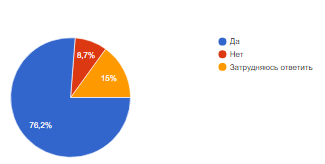 Да
Нет
Затрудняюсь ответить
8,7%
15%
76,2%